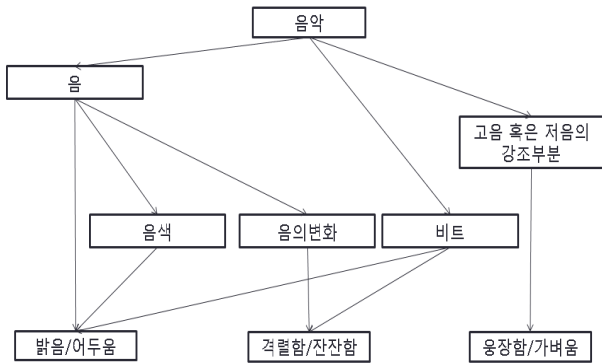 음악
음
고음 혹은 저음의
강조부분
음색
음의변화
비트
밝음/어두움
격렬함/잔잔함
웅장함/가벼움